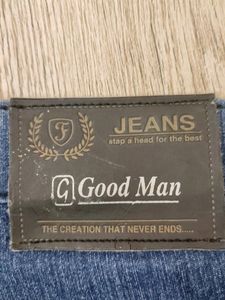 F
JEANS
stap a head for the best
G Good Man
THE CREATION THAT NEVER ENDS.....